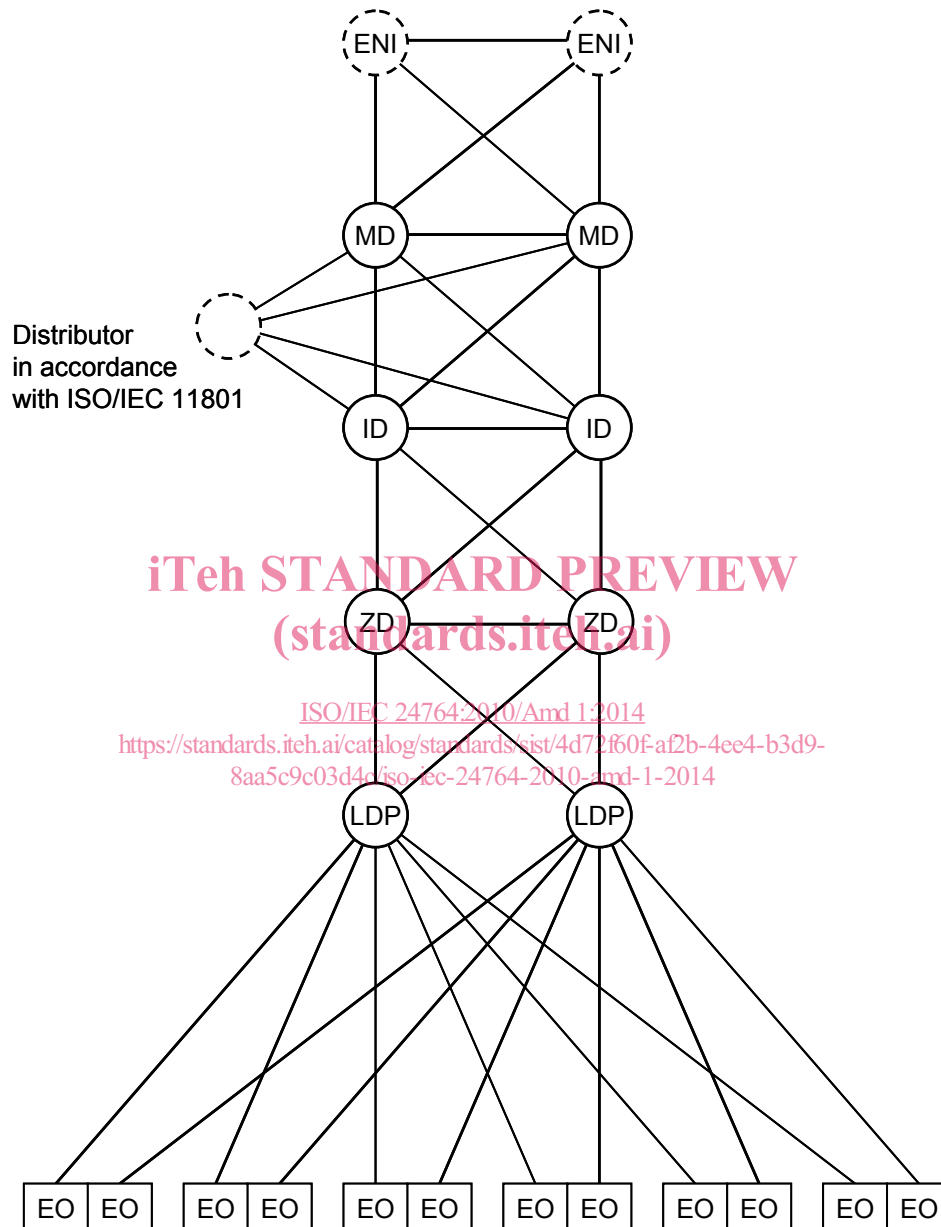 ENI ENI
MD MD
Distributor
in accordance
with ISO/IEC 11801
ID ID
iTeh STANDARD PREVIEW
ZD ZD
(standards.iteh.ai)
ISO/IEC 24764:2010/Amd 1:2014
https://standards.iteh.ai/catalog/standards/sist/4d72f60f-af2b-4ee4-b3d9-
8aa5c9c03d4c/iso-iec-24764-2010-amd-1-2014
LDP LDP
EO EO EO EO EO EO EO EO EO EO EO EO